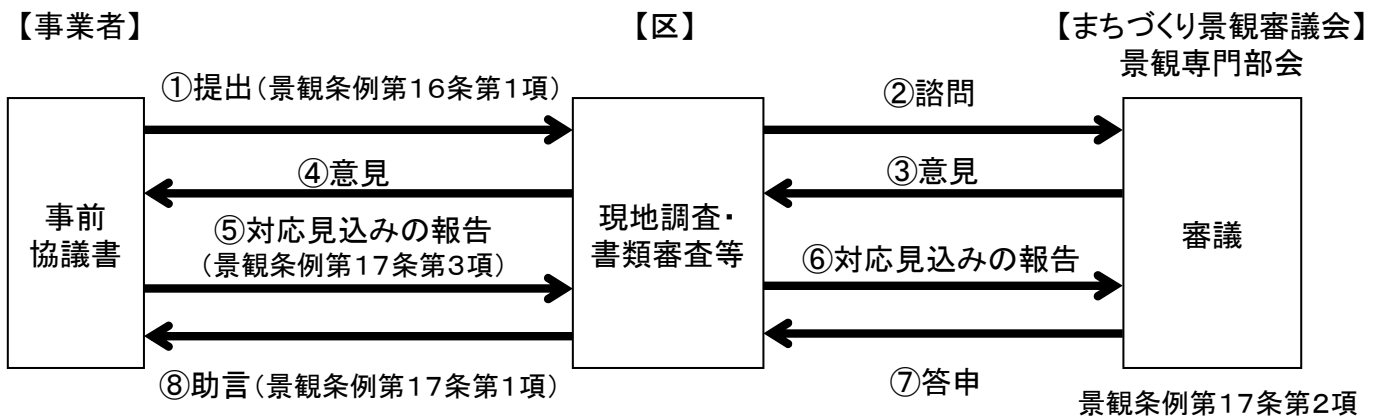 【事業者】
【区】
【まちづくり景観審議会】
景観専門部会
①提出(景観条例第16条第1項)
②諮問
④意見
③意見
事前
協議書
⑤対応見込みの報告
(景観条例第17条第3項)
現地調査・
書類審査等
⑥対応見込みの報告
審議
⑧助言(景観条例第17条第1項)
⑦答申
景観条例第17条第2項